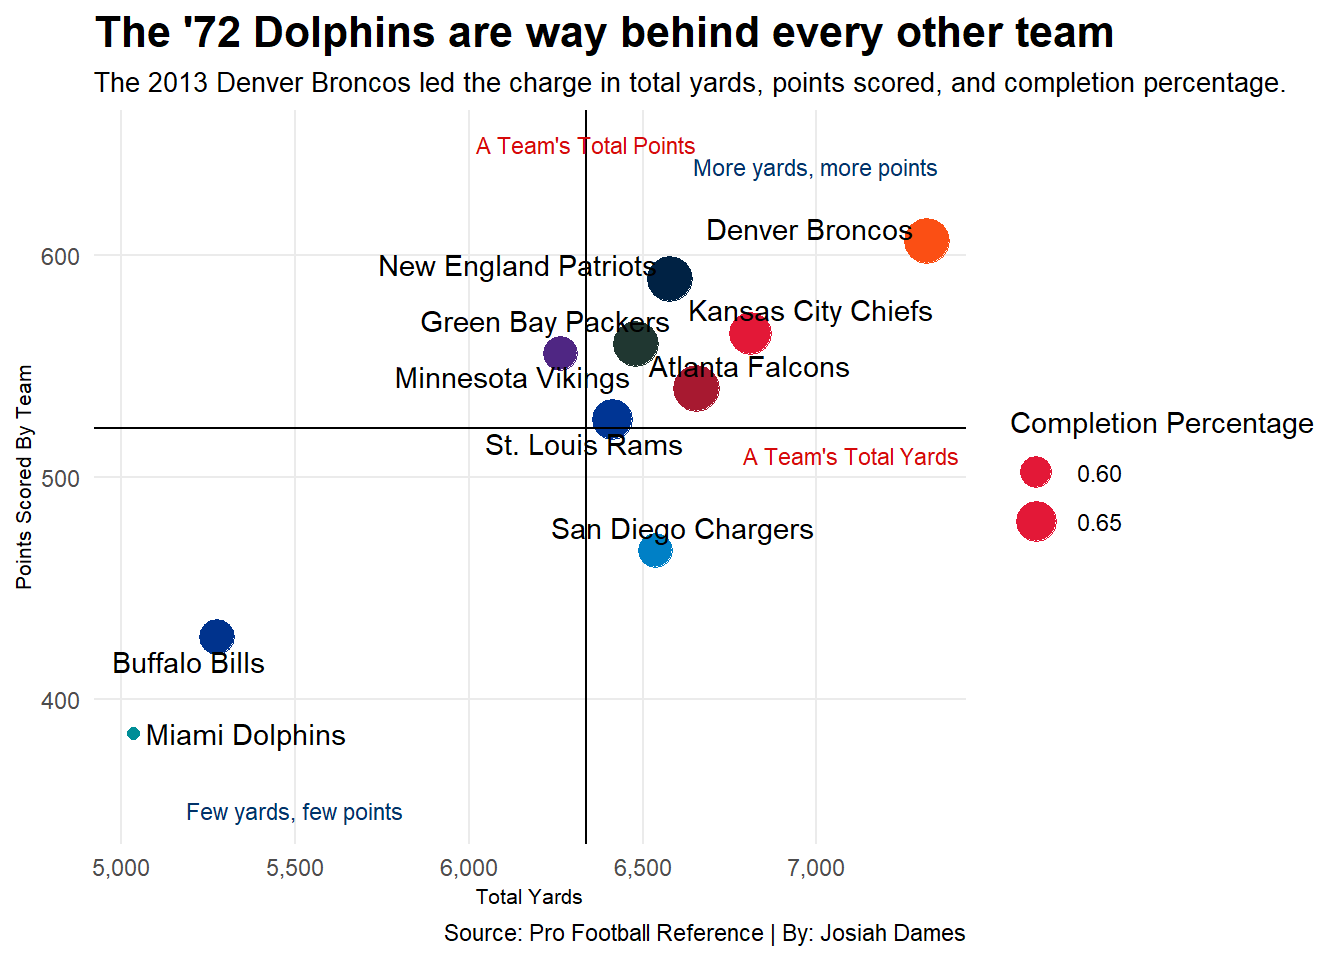 The '72 Dolphins are way behind every other team
The 2013 Denver Broncos led the charge in total yards, points scored, and completion percentage.
A Team's Total Points
More yards, more points
Denver Broncos
600
New England Patriots
Kansas City Chiefs
Green Bay Packers
Atlanta Falcons
Minnesota Vikings
Points Scored By Team
Completion Percentage
St. Louis Rams
A Team's Total Yards
0.60
500
0.65
San Diego Chargers
Buffalo Bills
400
Miami Dolphins
Few yards, few points
5,000
5,500
6,000
6,500
7,000
Total Yards
Source: Pro Football Reference | By: Josiah Dames